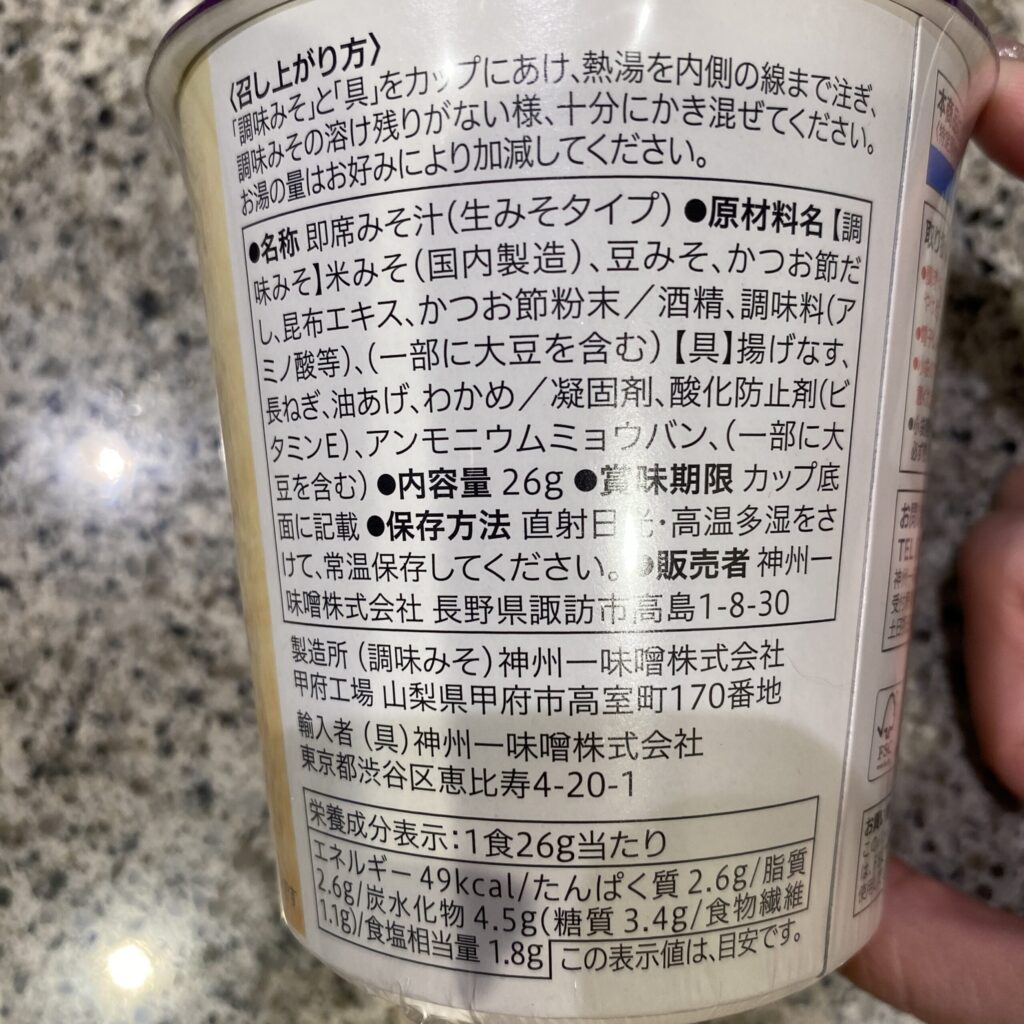 〈召し上がり方〉
「調味みそ」と「具」をカップにあけ、熱湯を内側の線まで注ぎ、
調味みその溶け残りがない様、十分にかき混ぜてください。
お湯の量はお好みにより加減してください。
●名称 即席みそ汁(生みそタイプ) ●原材料名【調
味みそ】米みそ(国内製造)、豆みそ、かつお節だ
し、昆布エキス、かつお節粉末／酒精、調味料(ア
ミノ酸等)、(一部に大豆を含む)【具】揚げなす、
長ねぎ、油あげ、わかめ／凝固剤、酸化防止剤(ビ
タミンE)、アンモニウムミョウバン、(一部に大
豆を含む) ●内容量 26g ●賞味期限 カップ底
面に記載 ●保存方法 直射日光・高温多湿をさ
けて、常温保存してください。 ●販売者 神州一
味噌株式会社 長野県諏訪市高島1-8-30
製造所 (調味みそ)神州一味噌株式会社
甲府工場 山梨県甲府市高室町170番地
輸入者 (具)神州一味噌株式会社
東京都渋谷区恵比寿4-20-1
栄養成分表示：1食26g当たり
エネルギー 49kcal/たんぱく質 2.6g/脂質
2.6g/炭水化物 4.5g(糖質 3.4g/食物繊維
1.1g)/食塩相当量 1.8g
この表示値は、目安です。
TEL
神州一
FSC